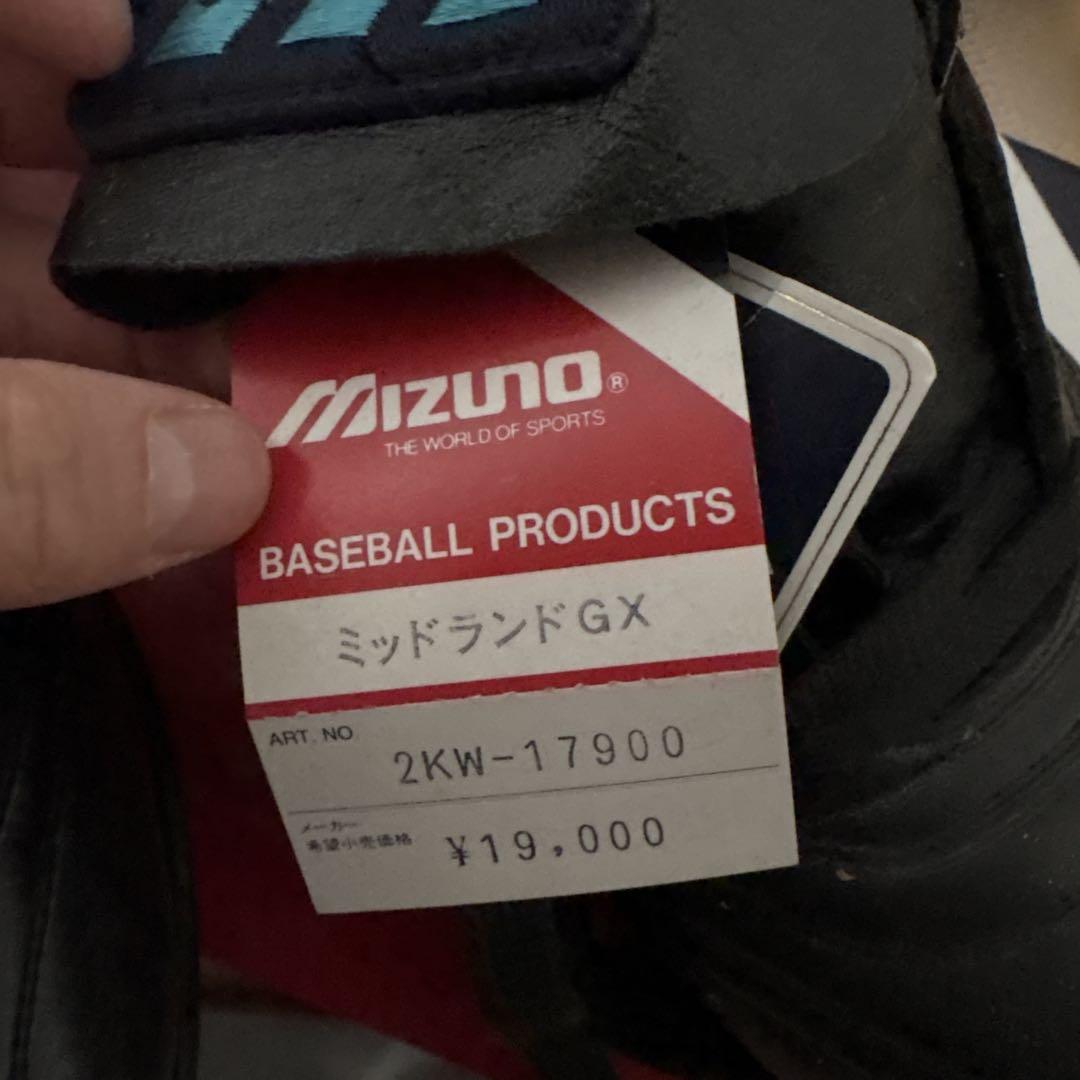 MIZUNO®
THE WORLD OF SPORTS
BASEBALL PRODUCTS
ミッドランドGX
ART. NO
2KW-17900
メーカー
希望小売価格
¥19,000